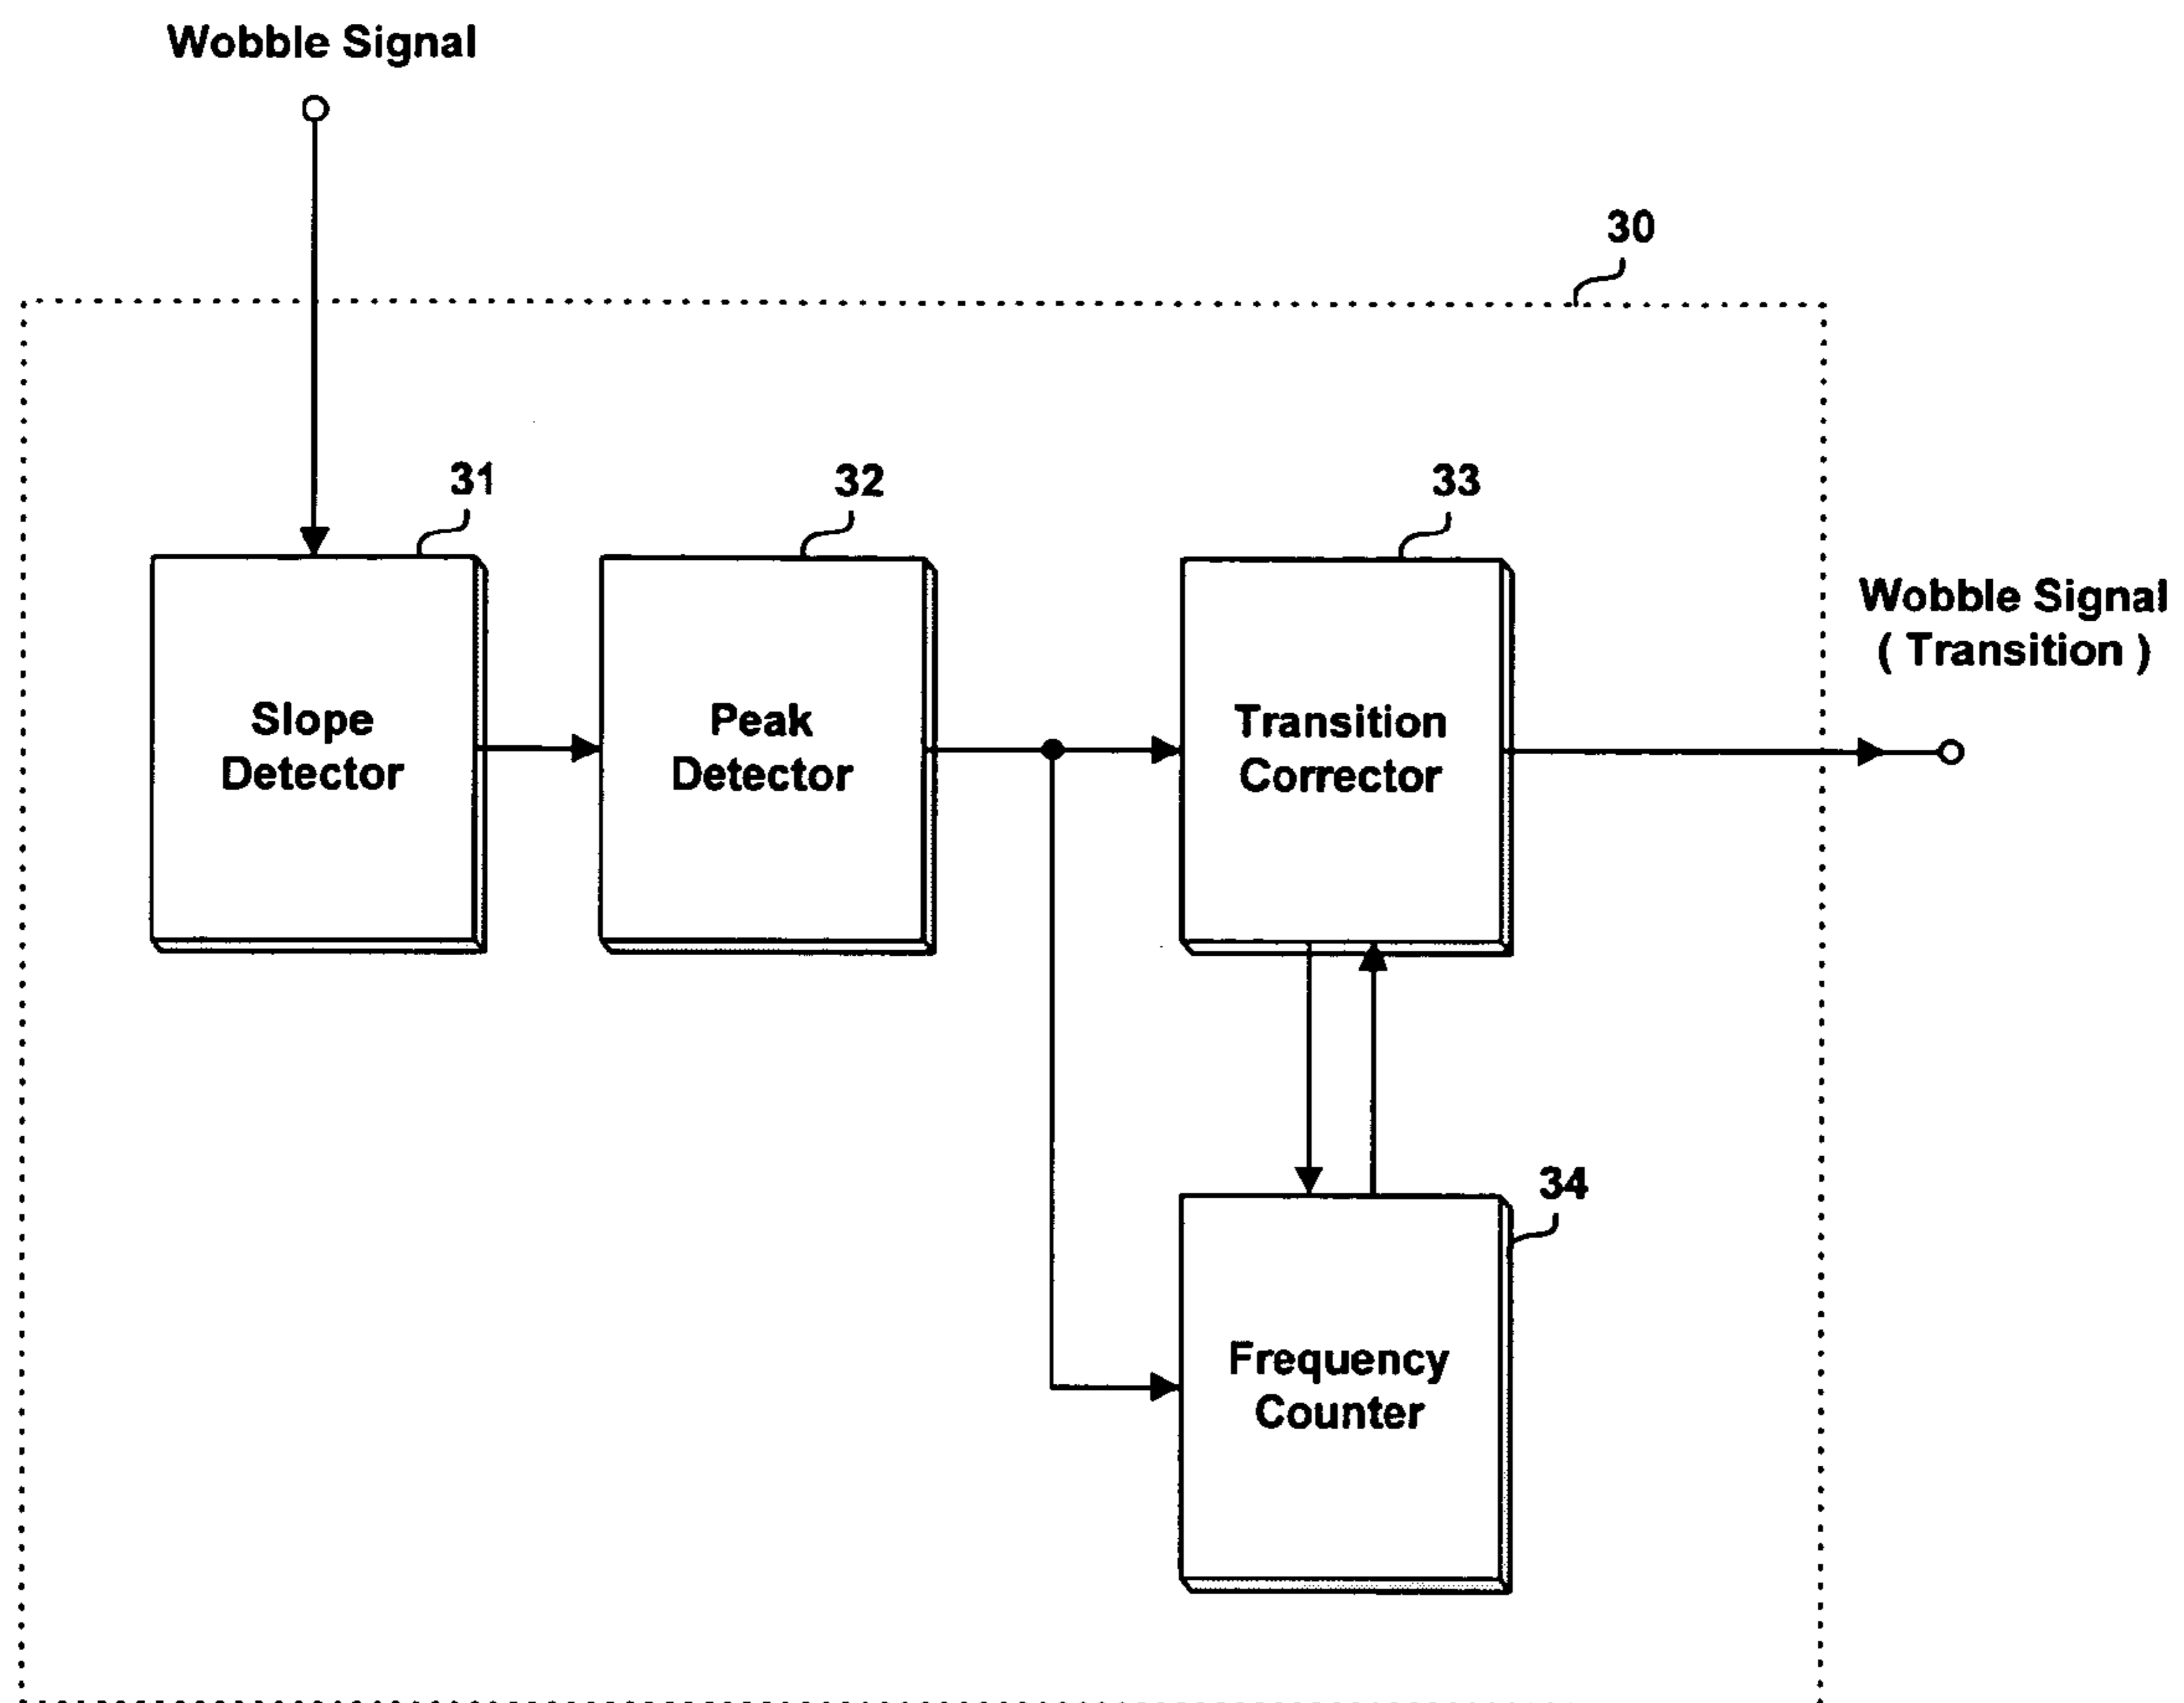 Wobble Signal
30
31
32
33
Wobble Signal
( Transition )
Slope
Detector
Peak
Detector
Transition
Corrector
34
Frequency
Counter